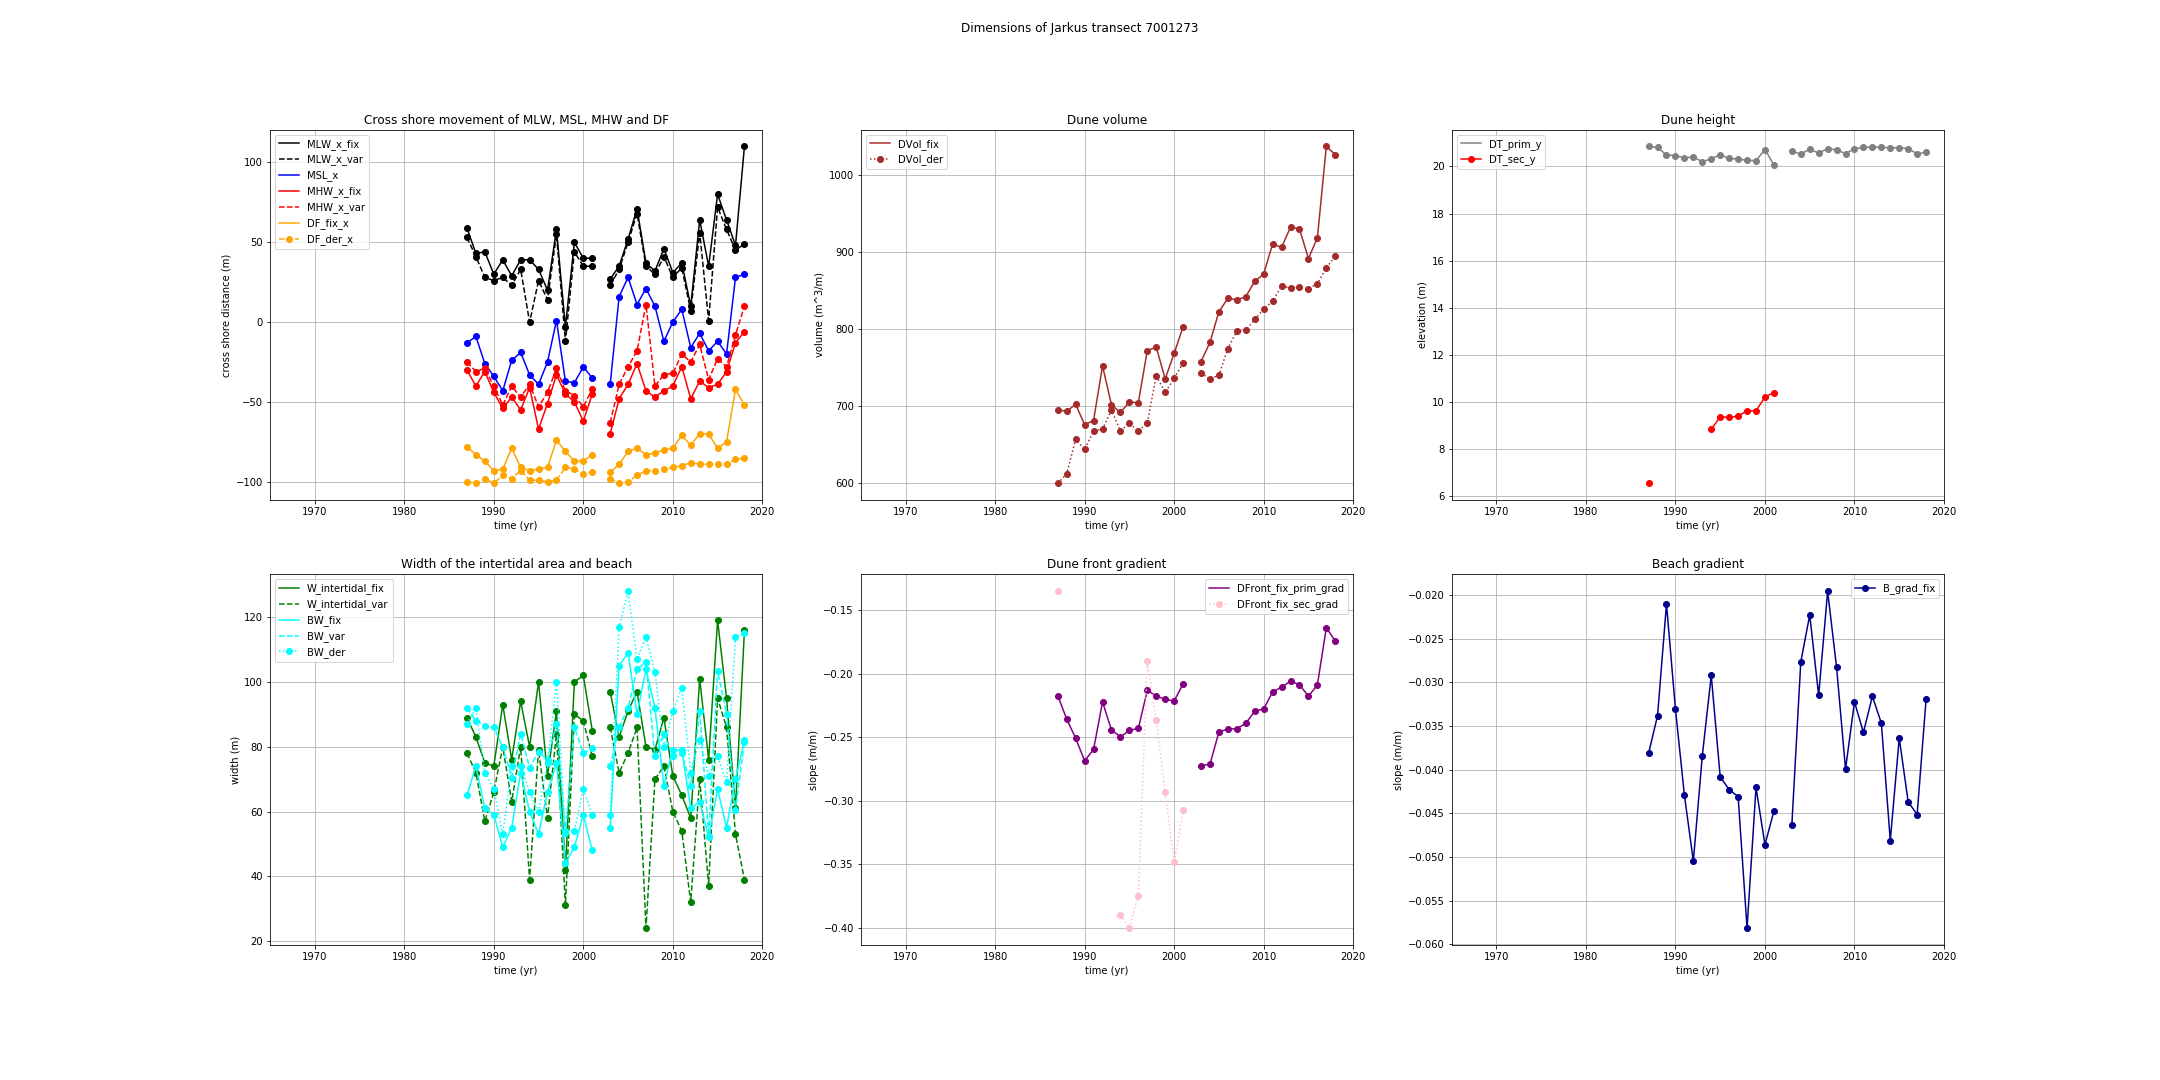 Dimensions of Jarkus transect 7001273
Cross shore movement of MLW, MSL, MHW and DF
MLW_x_fix
MLW_x_var
MSL_x
MHW_x_fix
MHW_x_var
DF_fix_x
DF_der_x
100
50
0
−50
−100
cross shore distance (m)
1970 1980 1990 2000 2010 2020
time (yr)
Dune volume
DVol_fix
DVol_der
1000
900
800
700
600
volume (m^3/m)
1970 1980 1990 2000 2010 2020
time (yr)
Dune height
DT_prim_y
DT_sec_y
20
18
16
14
12
10
8
6
elevation (m)
1970 1980 1990 2000 2010 2020
time (yr)
Width of the intertidal area and beach
W_intertidal_fix
W_intertidal_var
BW_fix
BW_var
BW_der
120
100
80
60
40
20
width (m)
1970 1980 1990 2000 2010 2020
time (yr)
Dune front gradient
DFront_fix_prim_grad
DFront_fix_sec_grad
−0.15
−0.20
−0.25
−0.30
−0.35
−0.40
slope (m/m)
1970 1980 1990 2000 2010 2020
time (yr)
Beach gradient
B_grad_fix
−0.020
−0.025
−0.030
−0.035
−0.040
−0.045
−0.050
−0.055
−0.060
slope (m/m)
1970 1980 1990 2000 2010 2020
time (yr)